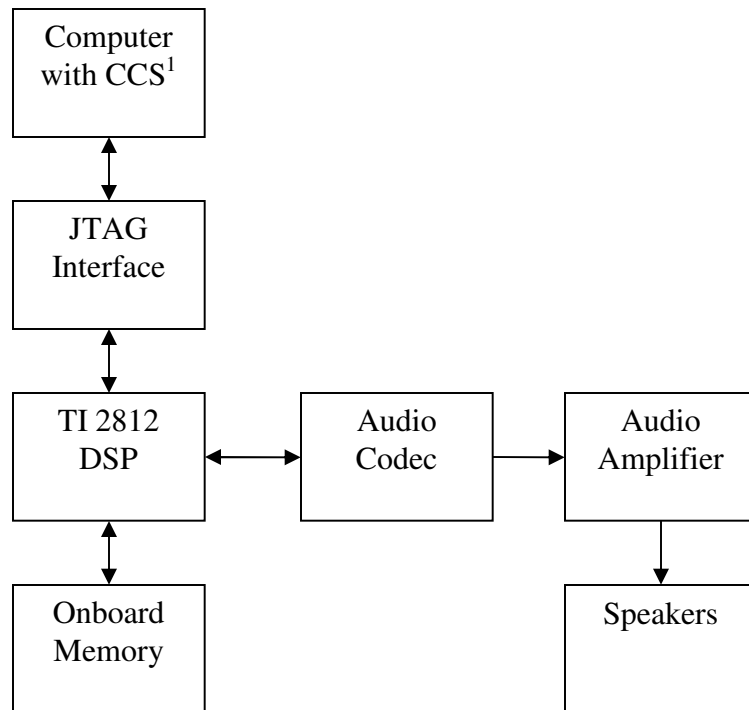 Computer
with CCS¹
JTAG
Interface
TI 2812
DSP
Audio
Codec
Audio
Amplifier
Onboard
Memory
Speakers